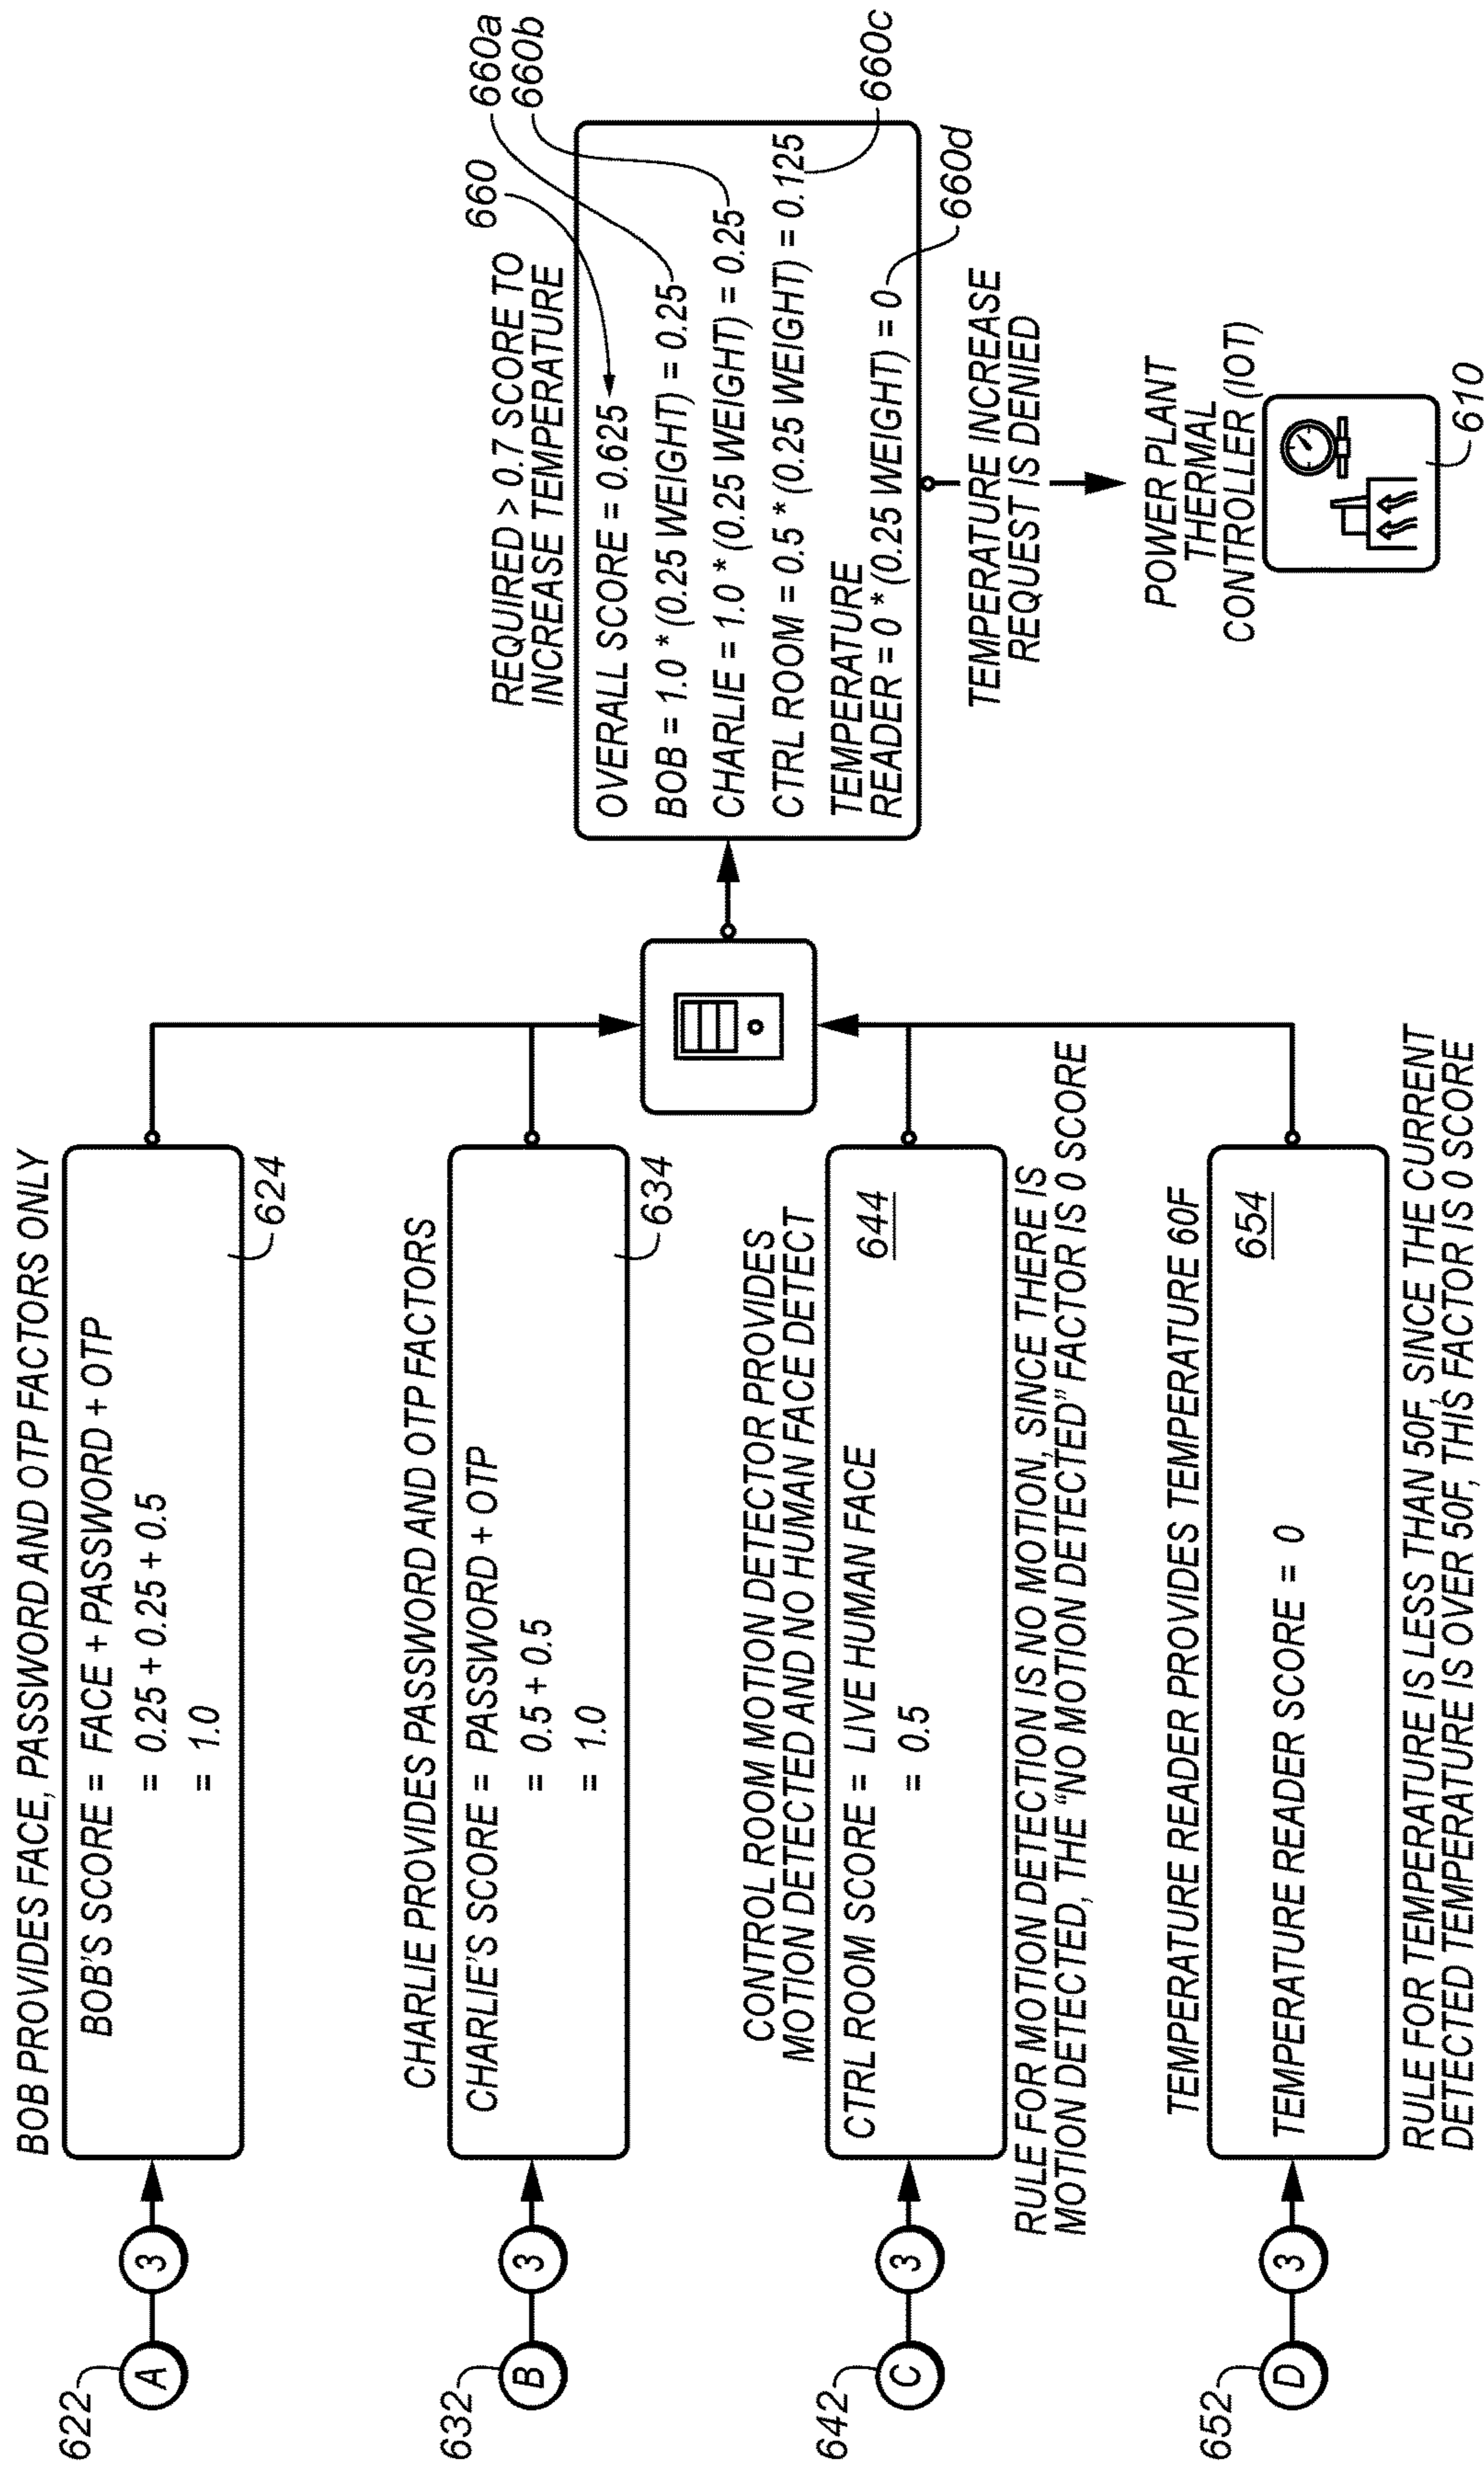 BOB PROVIDES FACE, PASSWORD AND OTP FACTORS ONLY
622
A
3
BOB'S SCORE = FACE + PASSWORD + OTP
= 0.25 + 0.25 + 0.5
= 1.0
624
CHARLIE PROVIDES PASSWORD AND OTP FACTORS
632
B
3
CHARLIE'S SCORE = PASSWORD + OTP
= 0.5 + 0.5
= 1.0
634
CONTROL ROOM MOTION DETECTOR PROVIDES
MOTION DETECTED AND NO HUMAN FACE DETECT
642
C
3
CTRL ROOM SCORE = LIVE HUMAN FACE
= 0.5
644
RULE FOR MOTION DETECTION IS NO MOTION, SINCE THERE IS
MOTION DETECTED, THE "NO MOTION DETECTED" FACTOR IS 0 SCORE
TEMPERATURE READER PROVIDES TEMPERATURE 60F
652
D
3
TEMPERATURE READER SCORE = 0
654
RULE FOR TEMPERATURE IS LESS THAN 50F, SINCE THE CURRENT
DETECTED TEMPERATURE IS OVER 50F, THIS FACTOR IS 0 SCORE
REQUIRED > 0.7 SCORE TO
INCREASE TEMPERATURE
660
660a
660b
OVERALL SCORE = 0.625
BOB = 1.0 * (0.25 WEIGHT) = 0.25
CHARLIE = 1.0 * (0.25 WEIGHT) = 0.25
CTRL ROOM = 0.5 * (0.25 WEIGHT) = 0.125
TEMPERATURE
READER = 0 * (0.25 WEIGHT) = 0
660c
660d
TEMPERATURE INCREASE
REQUEST IS DENIED
POWER PLANT
THERMAL
CONTROLLER (IOT)
610